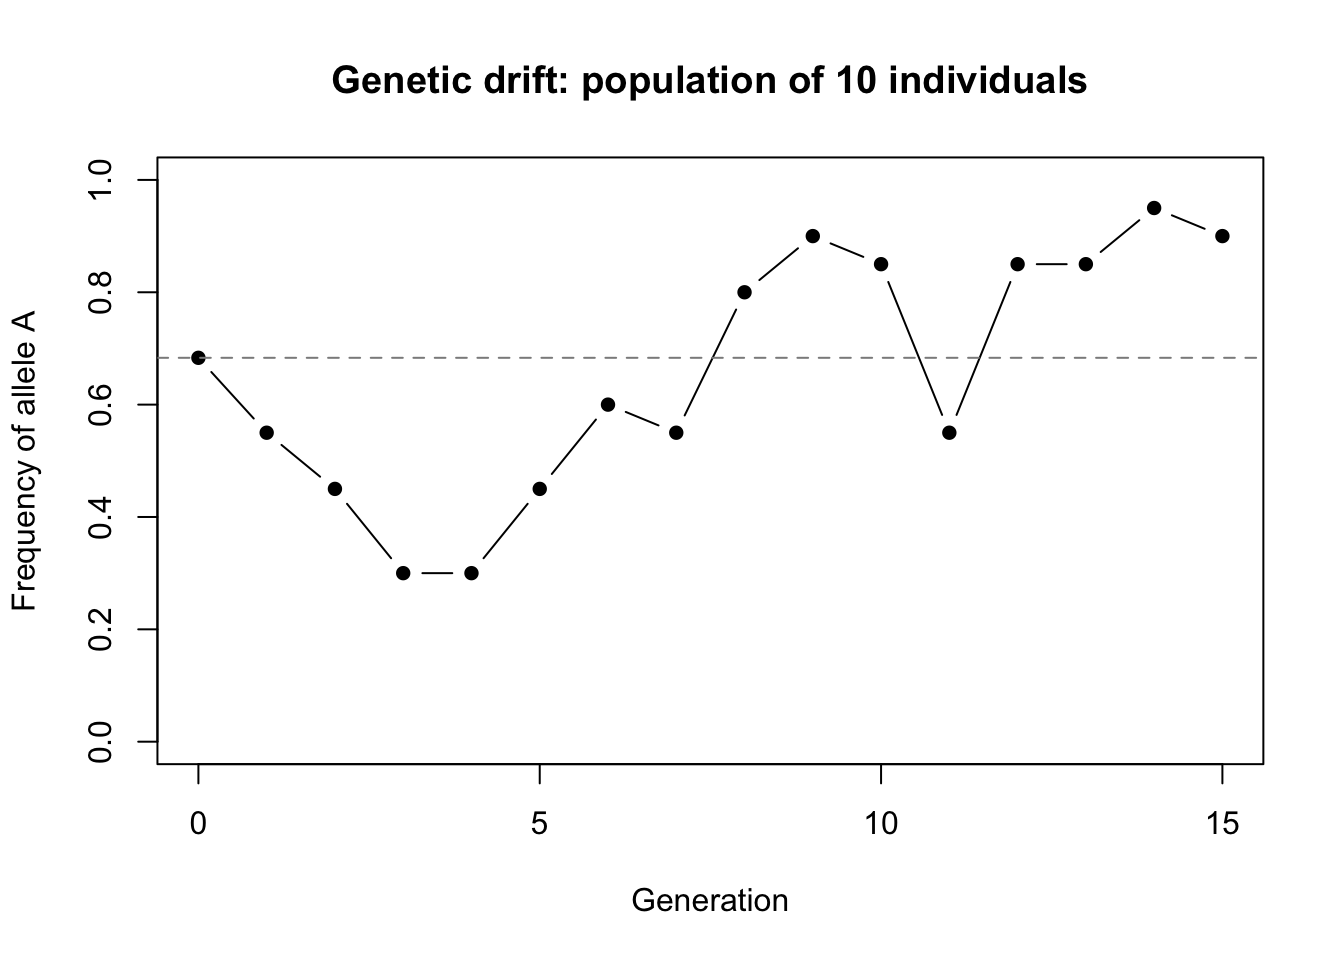 Genetic drift: population of 10 individuals
Frequency of allele A
1.0
0.8
0.6
0.4
0.2
0.0
0 5 10 15
Generation